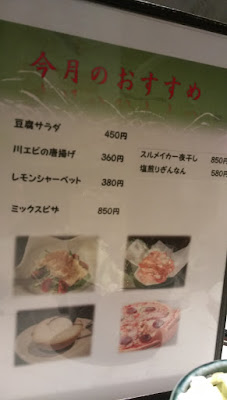 今月のおすすめ
豆腐サラダ 450円
川エビの唐揚げ 360円
レモンシャーベット 380円
ミックスピザ 850円
スルメイカ一夜干し 850円
塩煎りぎんなん 580円